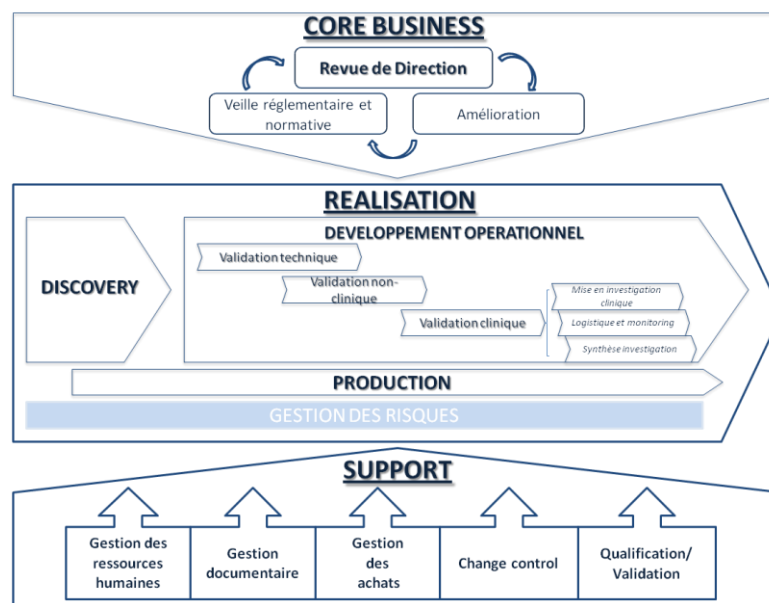 CORE BUSINESS
Revue de Direction
Veille réglementaire et
normative
Amélioration
REALISATION
DEVELOPPEMENT OPERATIONNEL
Validation technique
DISCOVERY
Validation non-
clinique
Mise en investigation
clinique
Validation clinique
Logistique et monitoring
Synthèse investigation
PRODUCTION
GESTION DES RISQUES
SUPPORT
Gestion des
ressources
humaines
Gestion
documentaire
Gestion
des
achats
Change control
Qualification/
Validation